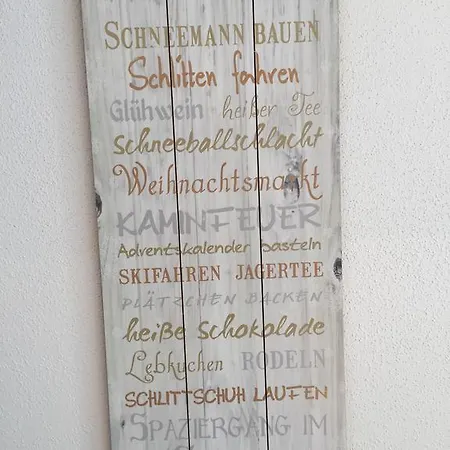 SCHNEEMANN BAUEN
Schlitten fahren
Glühwein heißer Tee
Schneeballschlacht
Weihnachtsmarkt
KAMINFEUER
Adventskalender basteln
SKIFAHREN JAGERTEE
PLÄTZCHEN BACKEN
heiße Schokolade
Lebkuchen RODELN
SCHLITTSCHUH LAUFEN
SPAZIERGANG IM